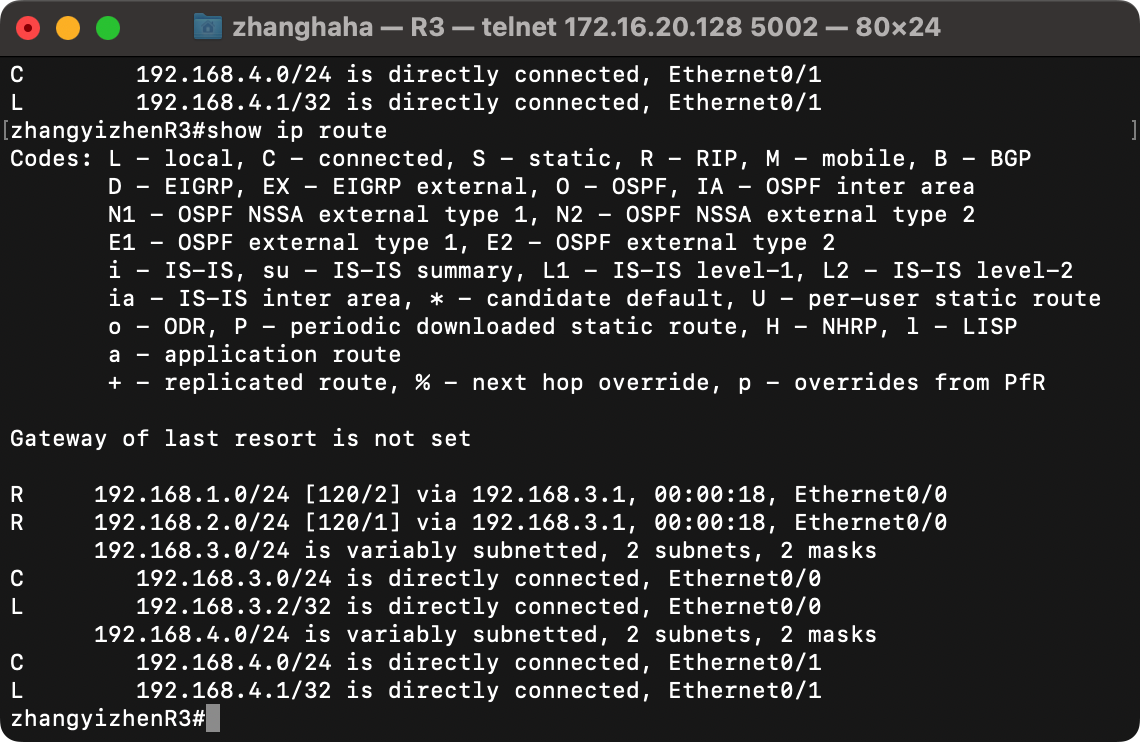 zhanghaha — R3 — telnet 172.16.20.128 5002 — 80×24
C        192.168.4.0/24 is directly connected, Ethernet0/1
L        192.168.4.1/32 is directly connected, Ethernet0/1
[zhangyizhenR3#show ip route ]
Codes: L - local, C - connected, S - static, R - RIP, M - mobile, B - BGP
       D - EIGRP, EX - EIGRP external, O - OSPF, IA - OSPF inter area
       N1 - OSPF NSSA external type 1, N2 - OSPF NSSA external type 2
       E1 - OSPF external type 1, E2 - OSPF external type 2
       i - IS-IS, su - IS-IS summary, L1 - IS-IS level-1, L2 - IS-IS level-2
       ia - IS-IS inter area, * - candidate default, U - per-user static route
       o - ODR, P - periodic downloaded static route, H - NHRP, l - LISP
       a - application route
       + - replicated route, % - next hop override, p - overrides from PfR
Gateway of last resort is not set
R     192.168.1.0/24 [120/2] via 192.168.3.1, 00:00:18, Ethernet0/0
R     192.168.2.0/24 [120/1] via 192.168.3.1, 00:00:18, Ethernet0/0
      192.168.3.0/24 is variably subnetted, 2 subnets, 2 masks
C        192.168.3.0/24 is directly connected, Ethernet0/0
L        192.168.3.2/32 is directly connected, Ethernet0/0
      192.168.4.0/24 is variably subnetted, 2 subnets, 2 masks
C        192.168.4.0/24 is directly connected, Ethernet0/1
L        192.168.4.1/32 is directly connected, Ethernet0/1
zhangyizhenR3#